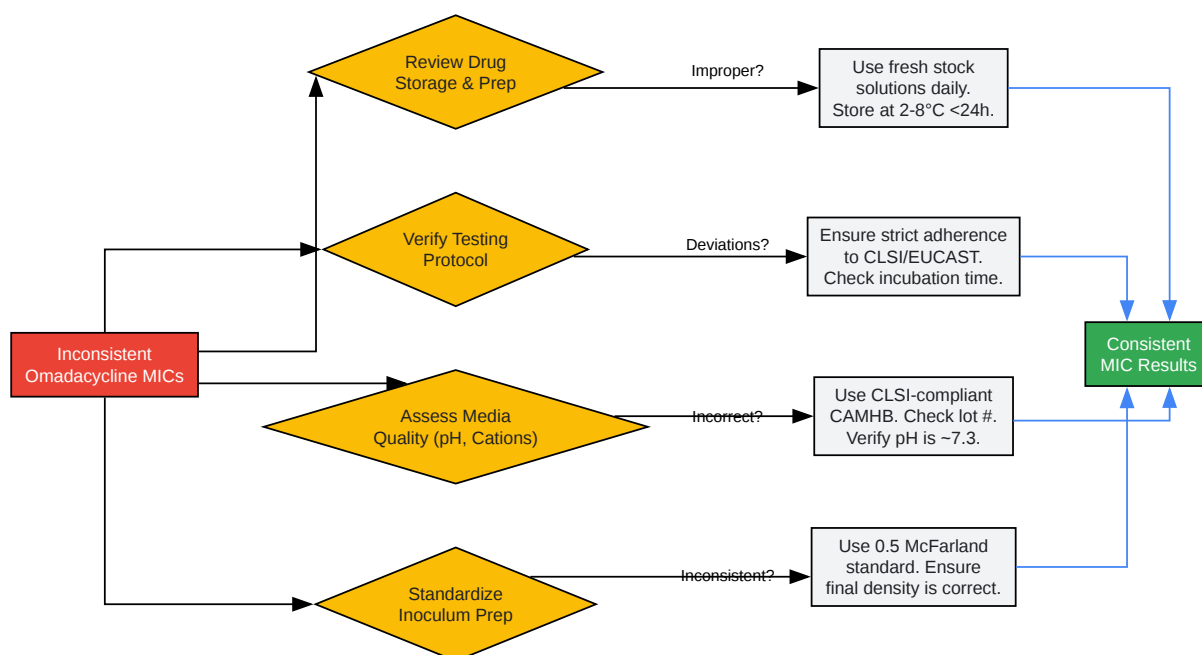 Review Drug
Storage & Prep
Improper?
Use fresh stock
solutions daily.
Store at 2-8°C <24h.
Verify Testing
Protocol
Deviations?
Ensure strict adherence
to CLSI/EUCAST.
Check incubation time.
Inconsistent
Omadacycline MICs
Consistent
MIC Results
Assess Media
Quality (pH, Cations)
Incorrect?
Use CLSI-compliant
CAMHB. Check lot #.
Verify pH is ~7.3.
Standardize
Inoculum Prep
Inconsistent?
Use 0.5 McFarland
standard. Ensure
final density is correct.